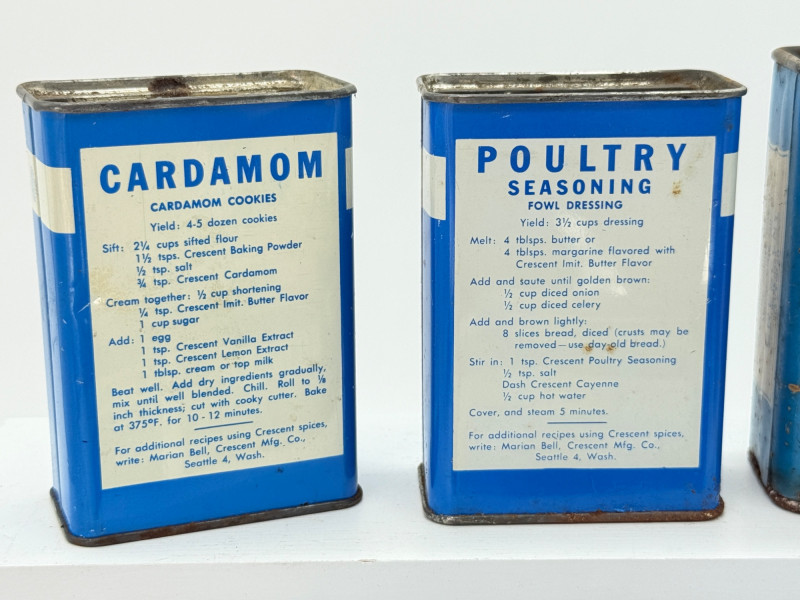 CARDAMOM
CARDAMOM COOKIES
Yield: 4-5 dozen cookies
Sift: 2¼ cups sifted flour
1½ tsps. Crescent Baking Powder
½ tsp. salt
¾ tsp. Crescent Cardamom
Cream together: ½ cup shortening
¼ tsp. Crescent Imit. Butter Flavor
1 cup sugar
Add: 1 egg
1 tsp. Crescent Vanilla Extract
1 tsp. Crescent Lemon Extract
1 tblsp. cream or top milk
Beat well. Add dry ingredients gradually,
mix until well blended. Chill. Roll to ⅛
inch thickness; cut with cooky cutter. Bake
at 375°F. for 10 - 12 minutes.
For additional recipes using Crescent spices,
write: Marian Bell, Crescent Mfg. Co.,
Seattle 4, Wash.
POULTRY
SEASONING
FOWL DRESSING
Yield: 3½ cups dressing
Melt: 4 tblsps. butter or
4 tblsps. margarine flavored with
Crescent Imit. Butter Flavor
Add and saute until golden brown:
½ cup diced onion
½ cup diced celery
Add and brown lightly:
8 slices bread, diced (crusts may be
removed — use day-old bread.)
Stir in: 1 tsp. Crescent Poultry Seasoning
½ tsp. salt
Dash Crescent Cayenne
½ cup hot water
Cover, and steam 5 minutes.
For additional recipes using Crescent spices,
write: Marian Bell, Crescent Mfg. Co.,
Seattle 4, Wash.